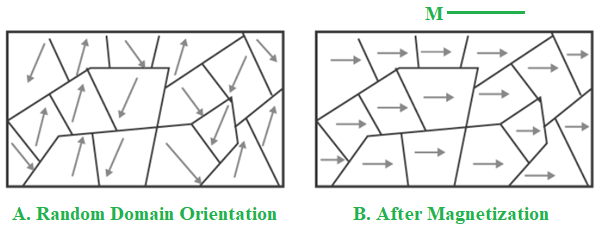 M
A. Random Domain Orientation
B. After Magnetization